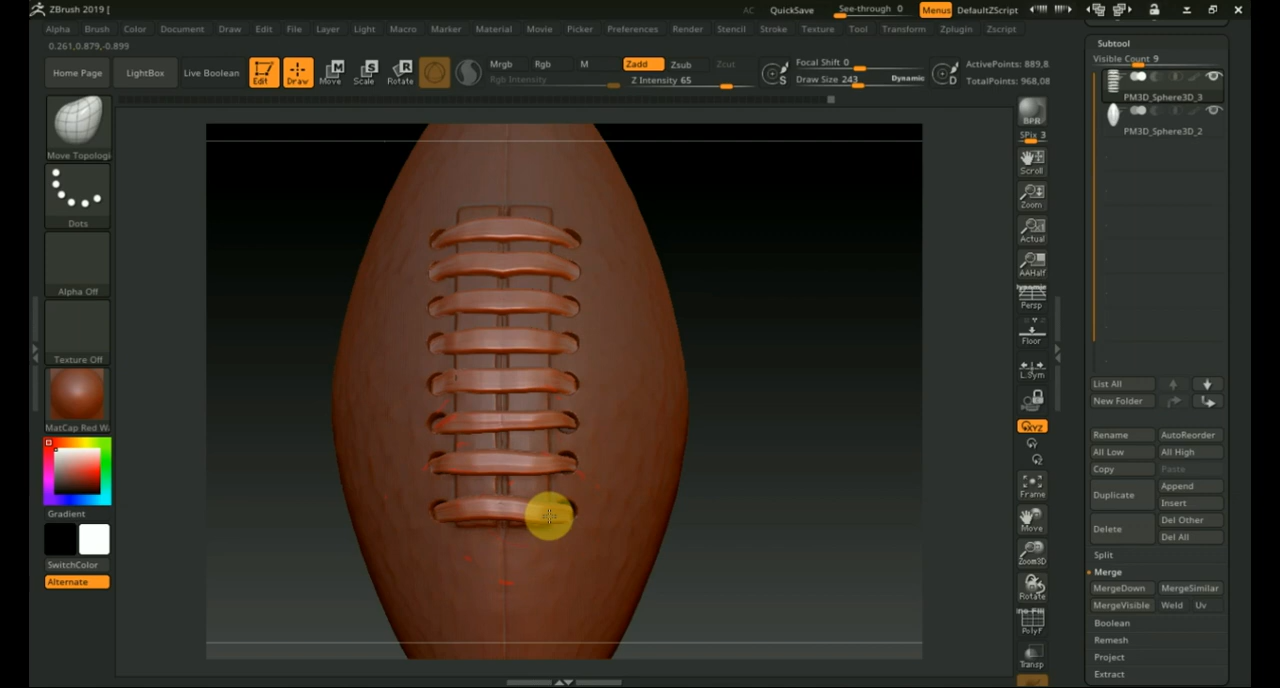 ZBrush 2019 [
AC QuickSave See-through 0 Menus DefaultZScript
Alpha Brush Color Document Draw Edit File Layer Light Macro Marker Material Movie Picker Preferences Render Stencil Stroke Texture Tool Transform Zplugin Zscript
0.261,0.879,-0.899
Home Page LightBox Live Boolean Edit Draw Move Scale Rotate
Mrgb Rgb M Zadd Zsub Zcut
Rgb Intensity Z Intensity 65
S Focal Shift 0
Draw Size 243 Dynamic
D ActivePoints: 889,8
TotalPoints: 968,08
Move Topologi
Dots
Alpha Off
Texture Off
MatCap Red Wa
Gradient
SwitchColor
Alternate
BPR
SPix 3
Scroll
Zoom
Actual
AAHalf
Persp
Floor
L.Sym
XYZ
Frame
Move
Zoom3D
Rotate
PolyF
Transp
Subtool
Visible Count 9
PM3D_Sphere3D_3
PM3D_Sphere3D_2
List All
New Folder
Rename AutoReorder
All Low All High
Copy Paste
Duplicate Append
Insert
Delete Del Other
Del All
Split
Merge
MergeDown MergeSimilar
MergeVisible Weld Uv
Boolean
Remesh
Project
Extract